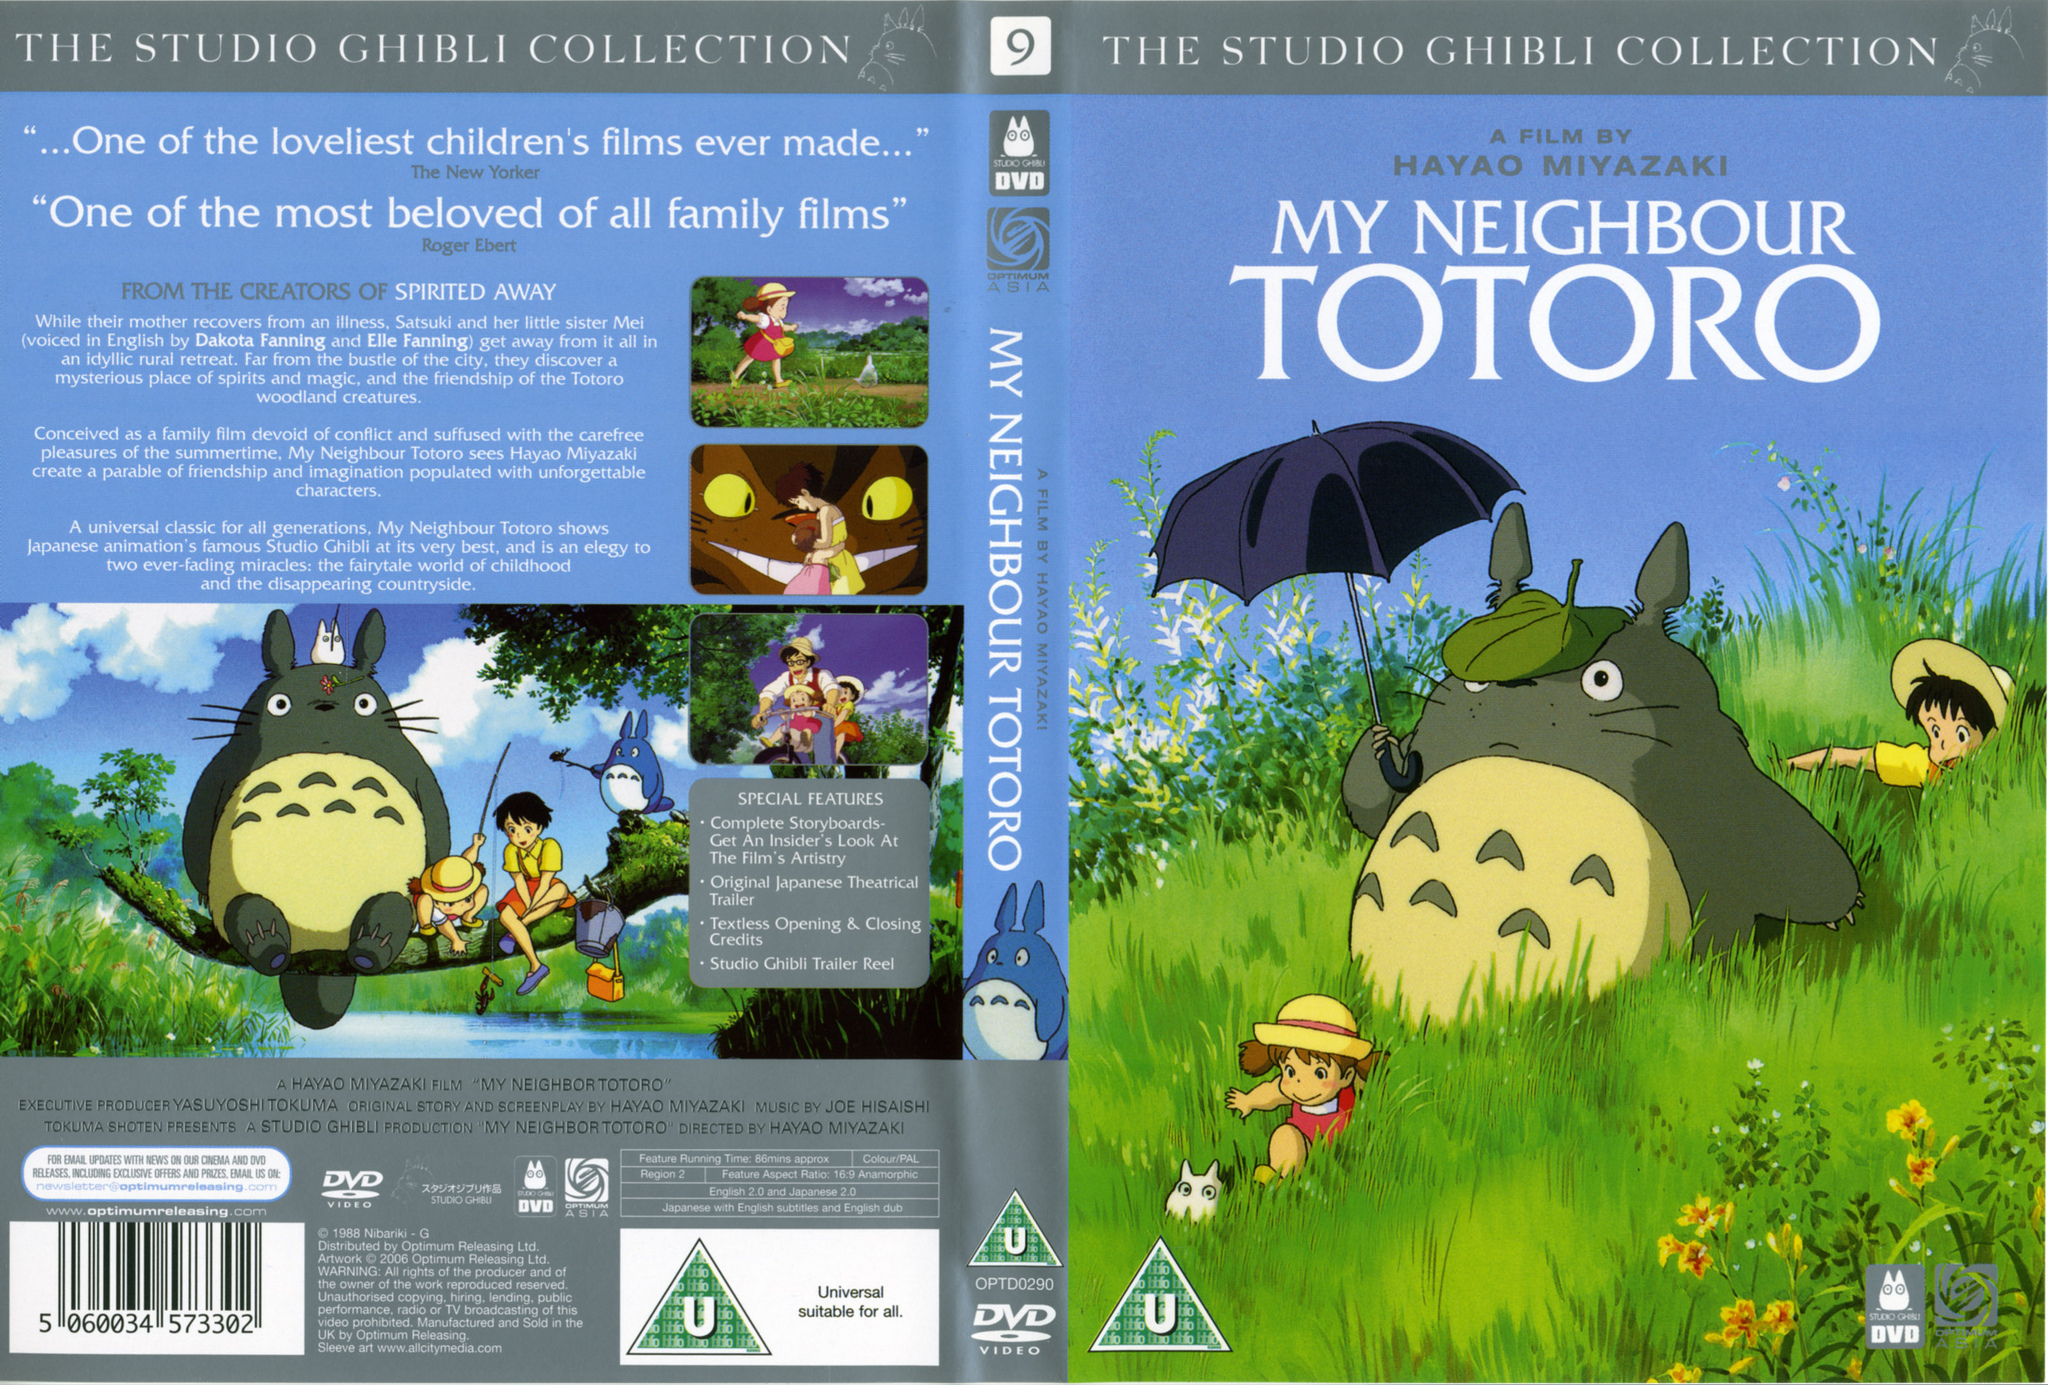 THE STUDIO GHIBLI COLLECTION
"...One of the loveliest children's films ever made..."
The New Yorker
"One of the most beloved of all family films"
Roger Ebert
FROM THE CREATORS OF SPIRITED AWAY
While their mother recovers from an illness, Satsuki and her little sister Mei
(voiced in English by Dakota Fanning and Elle Fanning) get away from it all in
an idyllic rural retreat. Far from the bustle of the city, they discover a
mysterious place of spirits and magic, and the friendship of the Totoro
woodland creatures.
Conceived as a family film devoid of conflict and suffused with the carefree
pleasures of the summertime, My Neighbour Totoro sees Hayao Miyazaki
create a parable of friendship and imagination populated with unforgettable
characters.
A universal classic for all generations, My Neighbour Totoro shows
Japanese animation's famous Studio Ghibli at its very best, and is an elegy to
two ever-fading miracles: the fairytale world of childhood
and the disappearing countryside.
SPECIAL FEATURES
· Complete Storyboards-
Get An Insider's Look At
The Film's Artistry
· Original Japanese Theatrical
Trailer
· Textless Opening & Closing
Credits
· Studio Ghibli Trailer Reel
A HAYAO MIYAZAKI FILM "MY NEIGHBOR TOTORO"
EXECUTIVE PRODUCER YASUYOSHI TOKUMA ORIGINAL STORY AND SCREENPLAY BY HAYAO MIYAZAKI MUSIC BY JOE HISAISHI
TOKUMA SHOTEN PRESENTS A STUDIO GHIBLI PRODUCTION "MY NEIGHBOR TOTORO" DIRECTED BY HAYAO MIYAZAKI
FOR EMAIL UPDATES WITH NEWS ON OUR CINEMA AND DVD
RELEASES, INCLUDING EXCLUSIVE OFFERS AND PRIZES, EMAIL US ON:
newsletter@optimumreleasing.com
www.optimumreleasing.com
DVD
VIDEO
スタジオジブリ作品
STUDIO GHIBLI
STUDIO GHIBLI
DVD
OPTIMUM
ASIA
Feature Running Time: 86mins approx
Colour/PAL
Region 2
Feature Aspect Ratio: 16:9 Anamorphic
English 2.0 and Japanese 2.0
Japanese with English subtitles and English dub
5 060034 573302
© 1988 Nibariki - G
Distributed by Optimum Releasing Ltd.
Artwork © 2006 Optimum Releasing Ltd.
WARNING: All rights of the producer and of
the owner of the work reproduced reserved.
Unauthorised copying, hiring, lending, public
performance, radio or TV broadcasting of this
video prohibited. Manufactured and Sold in the
UK by Optimum Releasing.
Sleeve art www.allcitymedia.com
U
Universal
suitable for all.
9
STUDIO GHIBLI
DVD
OPTIMUM
ASIA
MY NEIGHBOUR TOTORO
A FILM BY HAYAO MIYAZAKI
U
OPTD0290
DVD
VIDEO
THE STUDIO GHIBLI COLLECTION
A FILM BY
HAYAO MIYAZAKI
MY NEIGHBOUR
TOTORO
U
STUDIO GHIBLI
DVD
OPTIMUM
ASIA